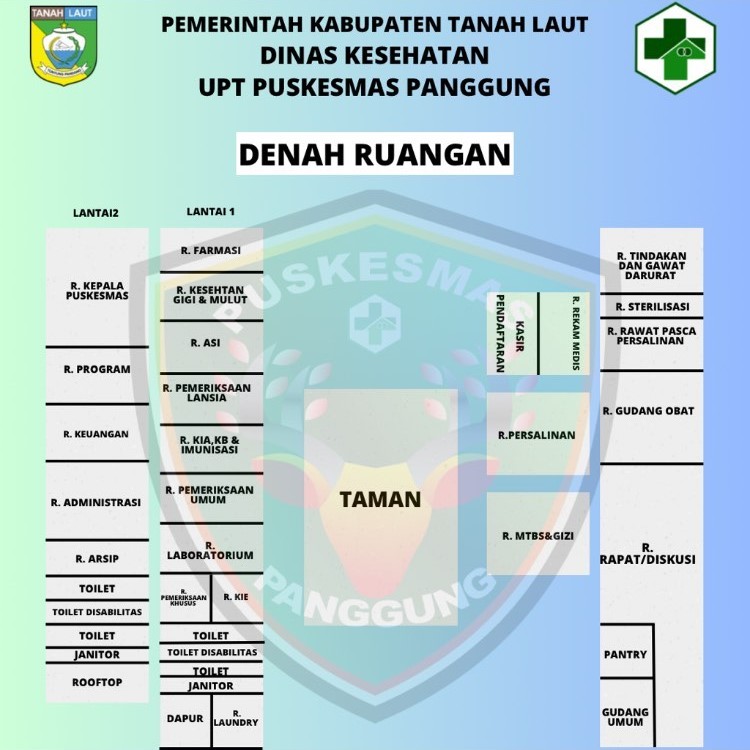 TANAH LAUT
PEMERINTAH KABUPATEN TANAH LAUT
DINAS KESEHATAN
UPT PUSKESMAS PANGGUNG
DENAH RUANGAN
LANTAI2
R. KEPALA
PUSKESMAS
R. PROGRAM
R. KEUANGAN
R. ADMINISTRASI
R. ARSIP
TOILET
TOILET DISABILITAS
TOILET
JANITOR
ROOFTOP
LANTAI 1
R. FARMASI
R. KESEHTAN
GIGI & MULUT
R. ASI
R. PEMERIKSAAN
LANSIA
R. KIA,KB &
IMUNISASI
R. PEMERIKSAAN
UMUM
R.
LABORATORIUM
R.
PEMERIKSAAN
KHUSUS
R. KIE
TOILET
TOILET DISABILITAS
TOILET
JANITOR
DAPUR
R.
LAUNDRY
PUSKESMAS
TAMAN
PANGGUNG
PENDAFTARAN
KASIR
R. REKAM MEDIS
R.PERSALINAN
R. MTBS&GIZI
R. TINDAKAN
DAN GAWAT
DARURAT
R. STERILISASI
R. RAWAT PASCA
PERSALINAN
R. GUDANG OBAT
R.
RAPAT/DISKUSI
PANTRY
GUDANG
UMUM